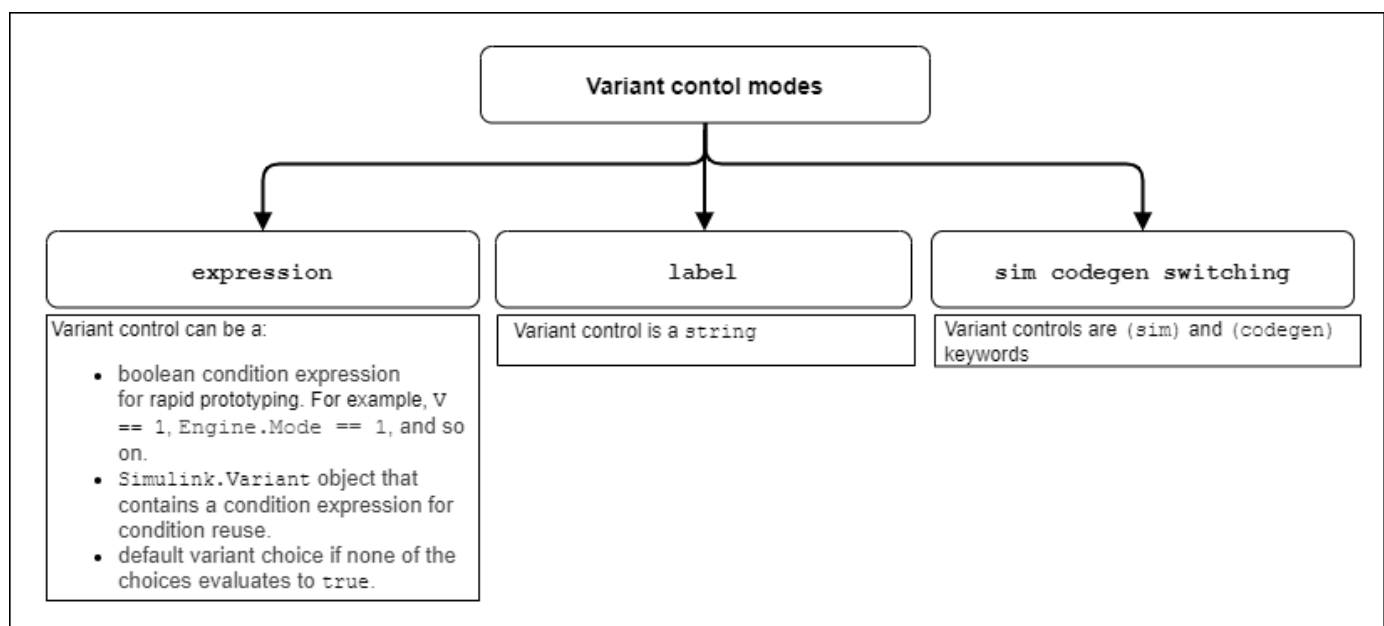 Variant contol modes
expression
label
sim codegen switching
Variant control can be a:
• boolean condition expression
for rapid prototyping. For example, V
== 1, Engine.Mode == 1, and so
on.
• Simulink.Variant object that
contains a condition expression for
condition reuse.
• default variant choice if none of the
choices evaluates to true.
Variant control is a string
Variant controls are (sim) and (codegen)
keywords